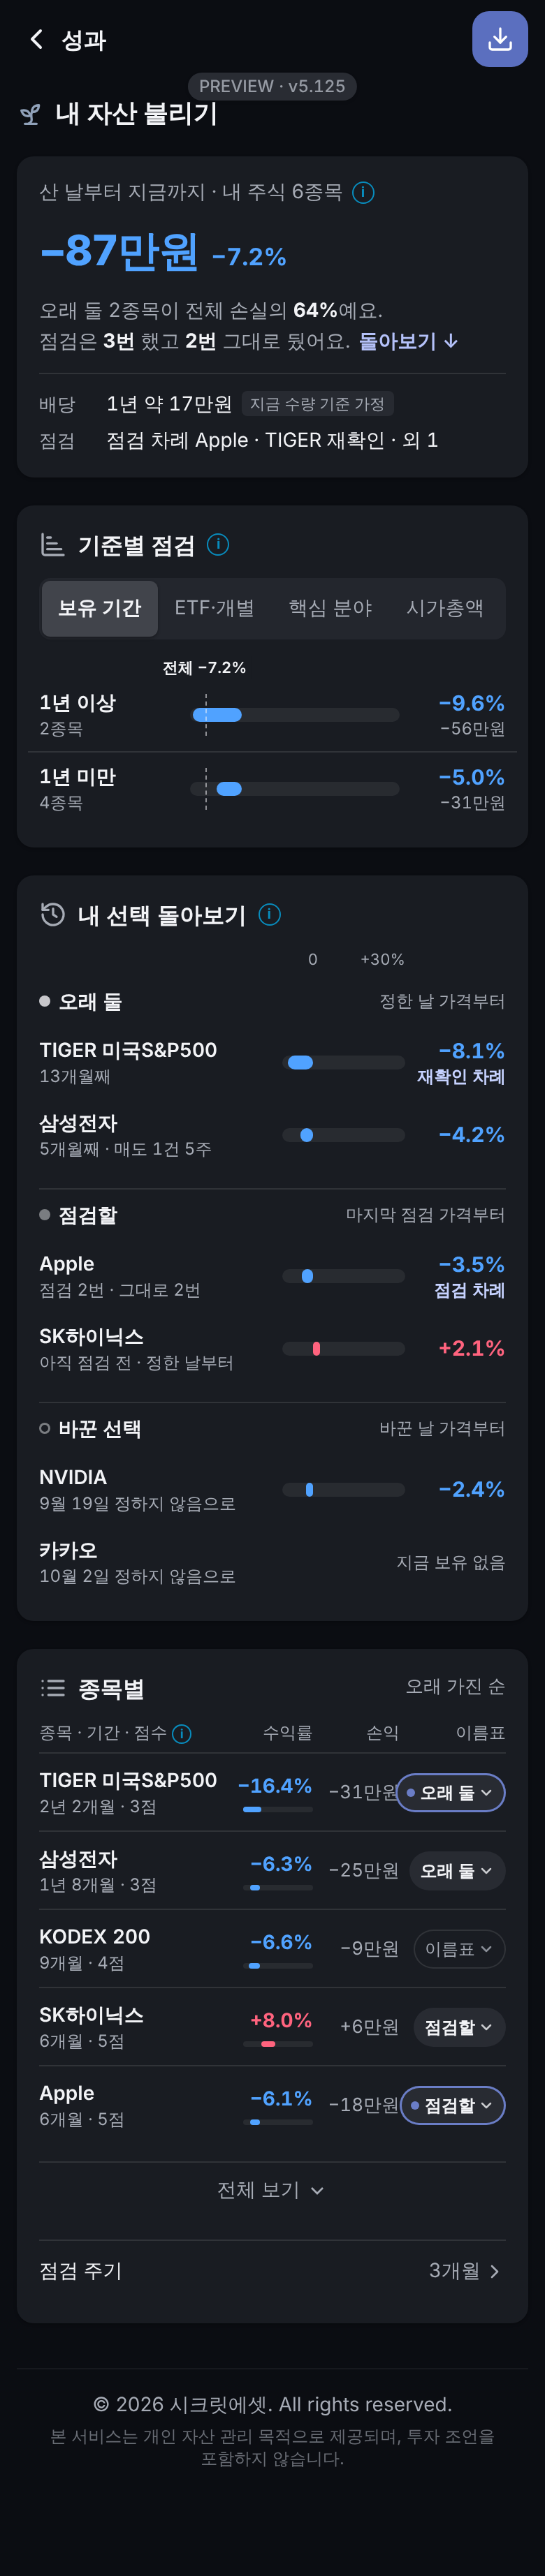 성과
PREVIEW · v5.125
내 자산 불리기
산 날부터 지금까지 · 내 주식 6종목
−87만원 −7.2%
오래 둘 2종목이 전체 손실의 64%예요.
점검은 3번 했고 2번 그대로 뒀어요. 돌아보기 ↓
배당 1년 약 17만원 지금 수량 기준 가정
점검 점검 차례 Apple · TIGER 재확인 · 외 1
기준별 점검
보유 기간 ETF·개별 핵심 분야 시가총액
전체 −7.2%
1년 이상 −9.6%
2종목 −56만원
1년 미만 −5.0%
4종목 −31만원
내 선택 돌아보기
0 +30%
오래 둘 정한 날 가격부터
TIGER 미국S&P500 −8.1%
13개월째 재확인 차례
삼성전자 −4.2%
5개월째 · 매도 1건 5주
점검할 마지막 점검 가격부터
Apple −3.5%
점검 2번 · 그대로 2번 점검 차례
SK하이닉스 +2.1%
아직 점검 전 · 정한 날부터
바꾼 선택 바꾼 날 가격부터
NVIDIA −2.4%
9월 19일 정하지 않음으로
카카오 지금 보유 없음
10월 2일 정하지 않음으로
종목별 오래 가진 순
종목 · 기간 · 점수 수익률 손익 이름표
TIGER 미국S&P500 −16.4% −31만원 오래 둘
2년 2개월 · 3점
삼성전자 −6.3% −25만원 오래 둘
1년 8개월 · 3점
KODEX 200 −6.6% −9만원 이름표
9개월 · 4점
SK하이닉스 +8.0% +6만원 점검할
6개월 · 5점
Apple −6.1% −18만원 점검할
6개월 · 5점
전체 보기
점검 주기 3개월
© 2026 시크릿에셋. All rights reserved.
본 서비스는 개인 자산 관리 목적으로 제공되며, 투자 조언을
포함하지 않습니다.